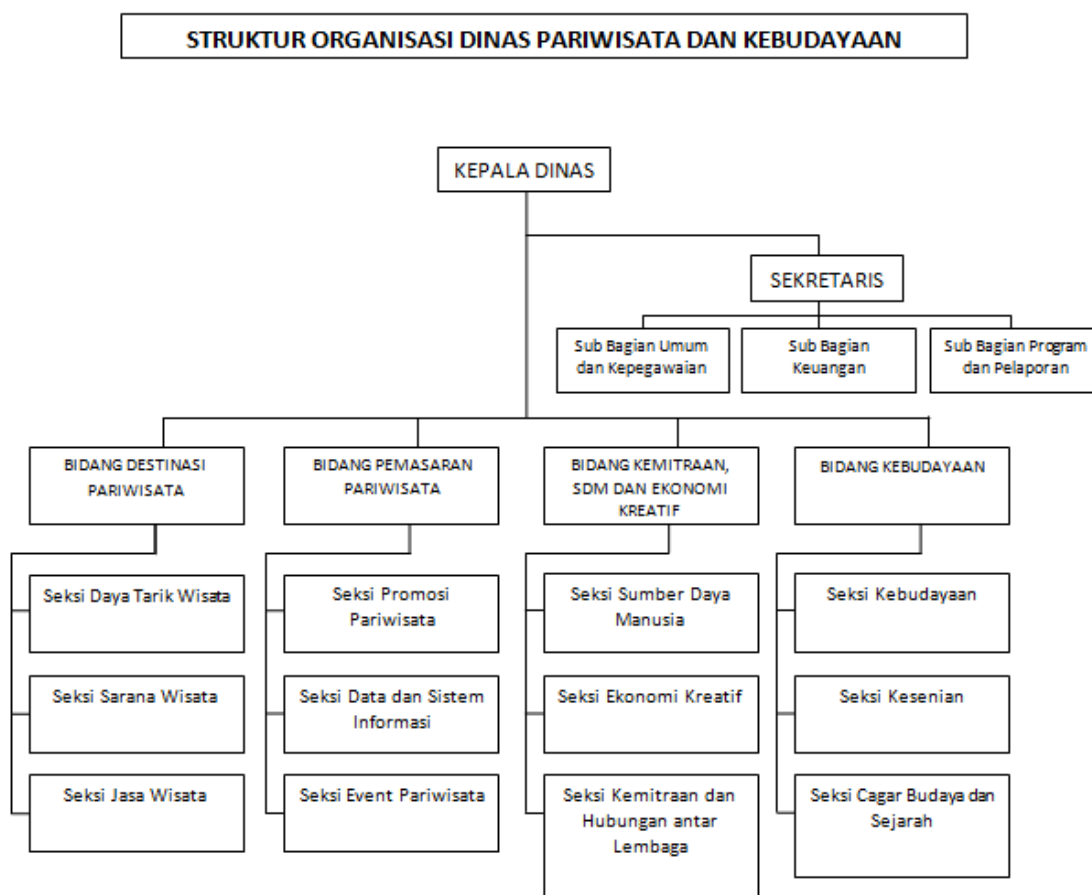 STRUKTUR ORGANISASI DINAS PARIWISATA DAN KEBUDAYAAN
KEPALA DINAS
SEKRETARIS
Sub Bagian Umum
dan Kepegawaian
Sub Bagian
Keuangan
Sub Bagian Program
dan Pelaporan
BIDANG DESTINASI
PARIWISATA
BIDANG PEMASARAN
PARIWISATA
BIDANG KEMITRAAN,
SDM DAN EKONOMI
KREATIF
BIDANG KEBUDAYAAN
Seksi Daya Tarik Wisata
Seksi Promosi
Pariwisata
Seksi Sumber Daya
Manusia
Seksi Kebudayaan
Seksi Sarana Wisata
Seksi Data dan Sistem
Informasi
Seksi Ekonomi Kreatif
Seksi Kesenian
Seksi Jasa Wisata
Seksi Event Pariwisata
Seksi Kemitraan dan
Hubungan antar
Lembaga
Seksi Cagar Budaya dan
Sejarah